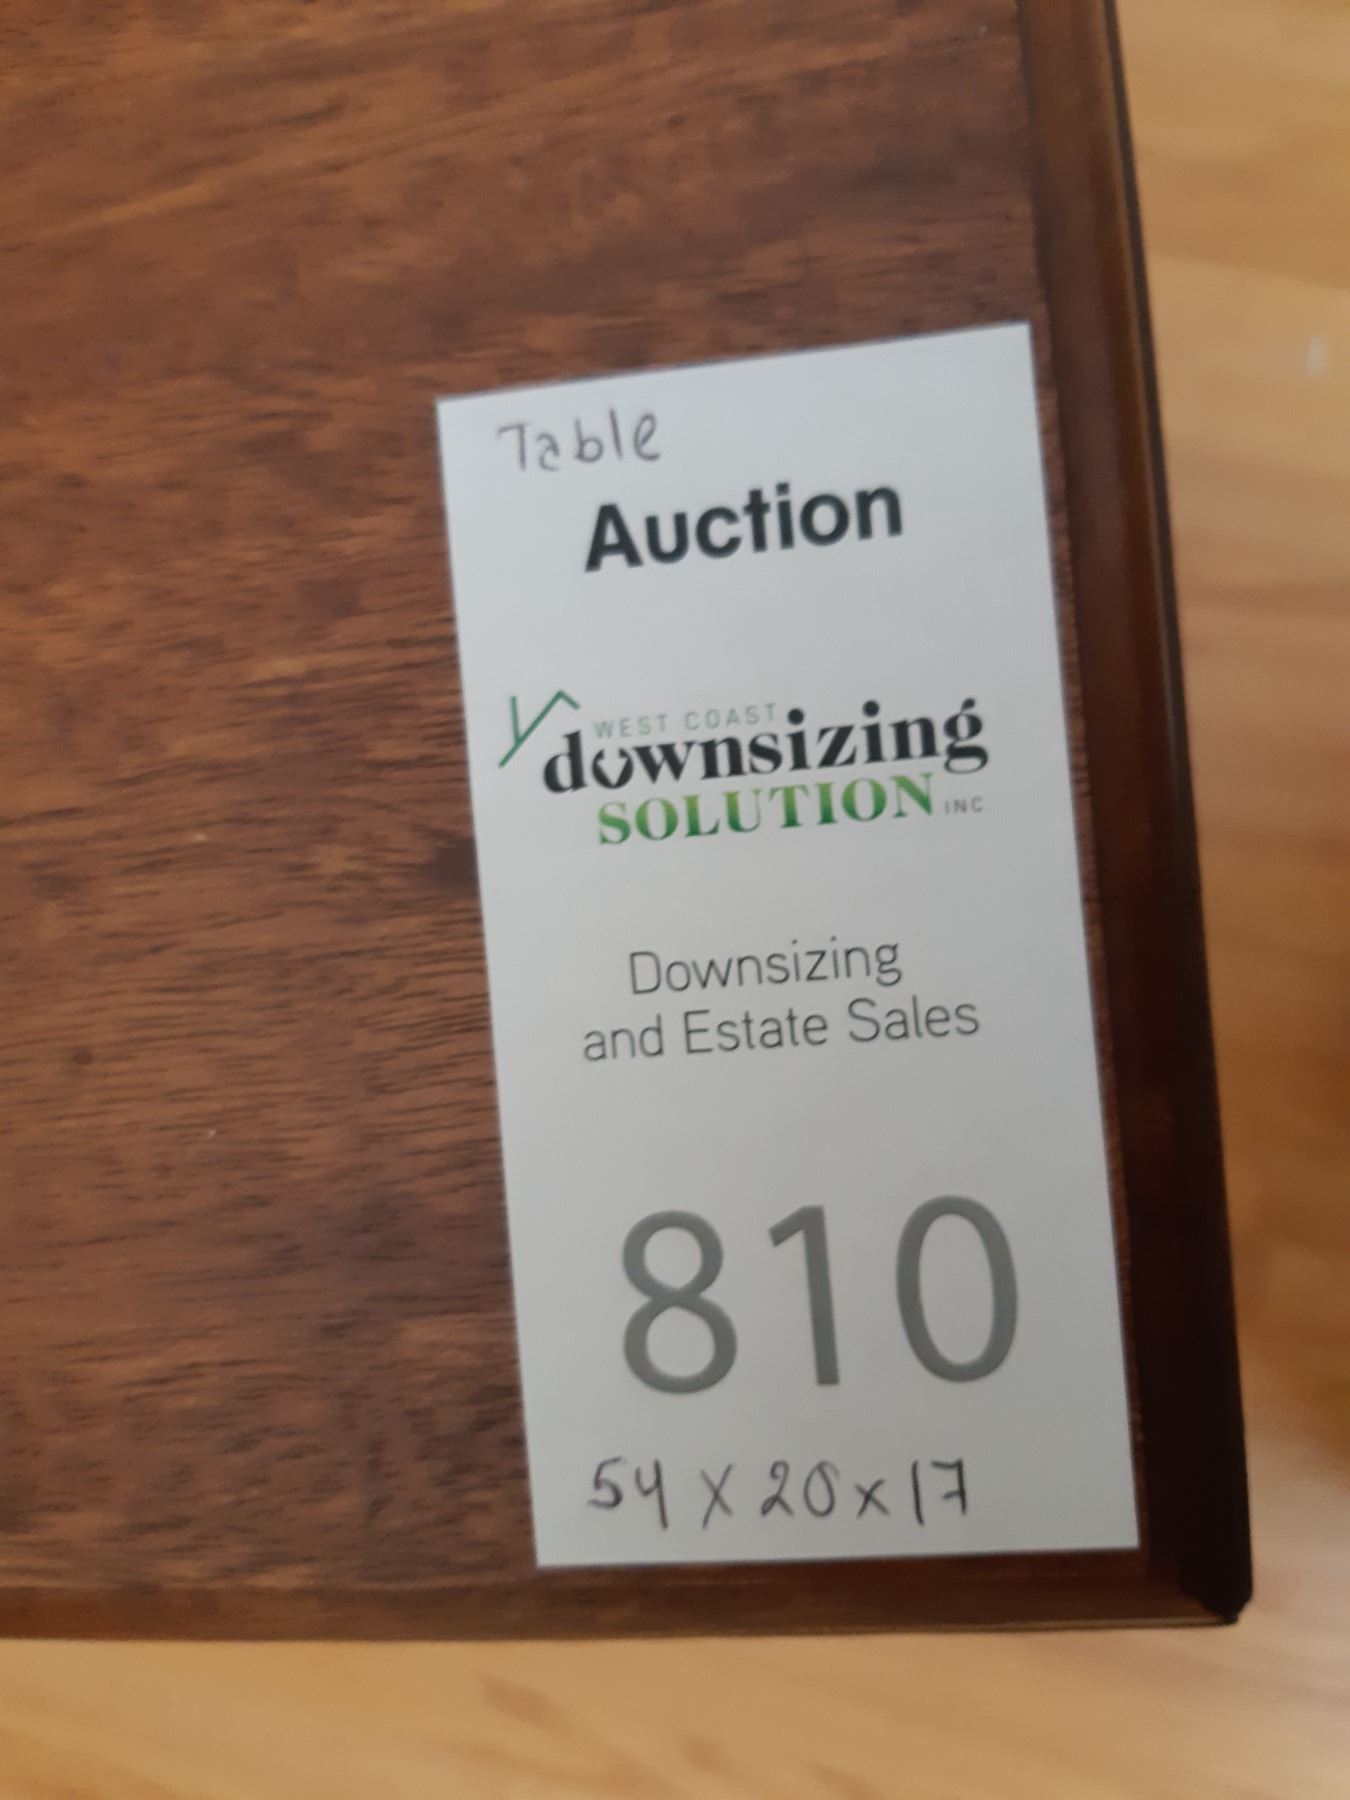 Table
Auction
WEST COAST
downsizing
SOLUTION INC.
Downsizing
and Estate Sales
810
54 x 20 x 17